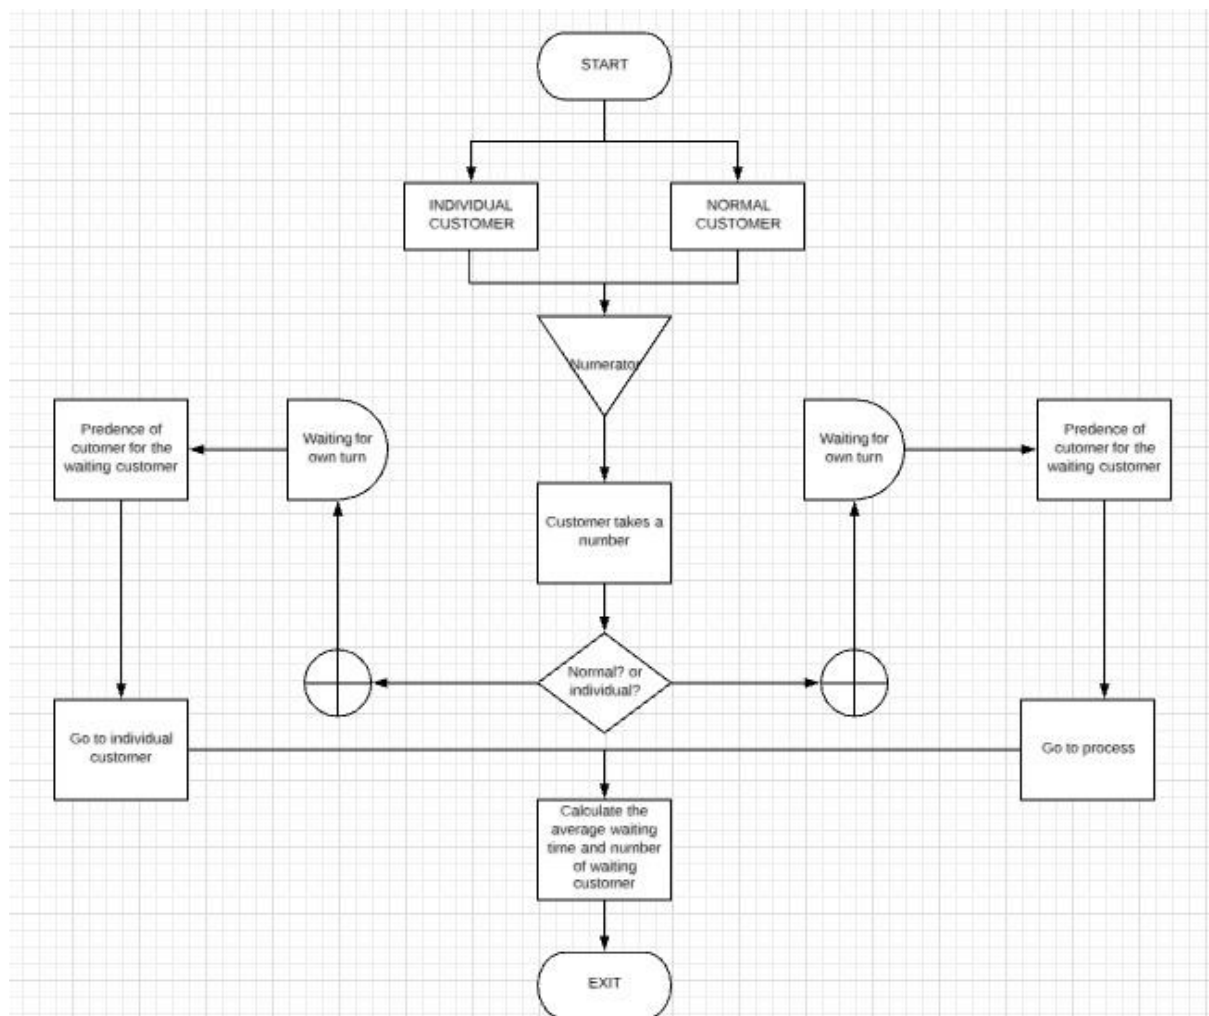 START
INDIVIDUAL
CUSTOMER
NORMAL
CUSTOMER
Numerator
Predence of
cutomer for the
waiting customer
Waiting for
own turn
Waiting for
own turn
Predence of
cutomer for the
waiting customer
Customer takes a
number
Normal? or
individual?
Go to individual
customer
Go to process
Calculate the
average waiting
time and number
of waiting
customer
EXIT